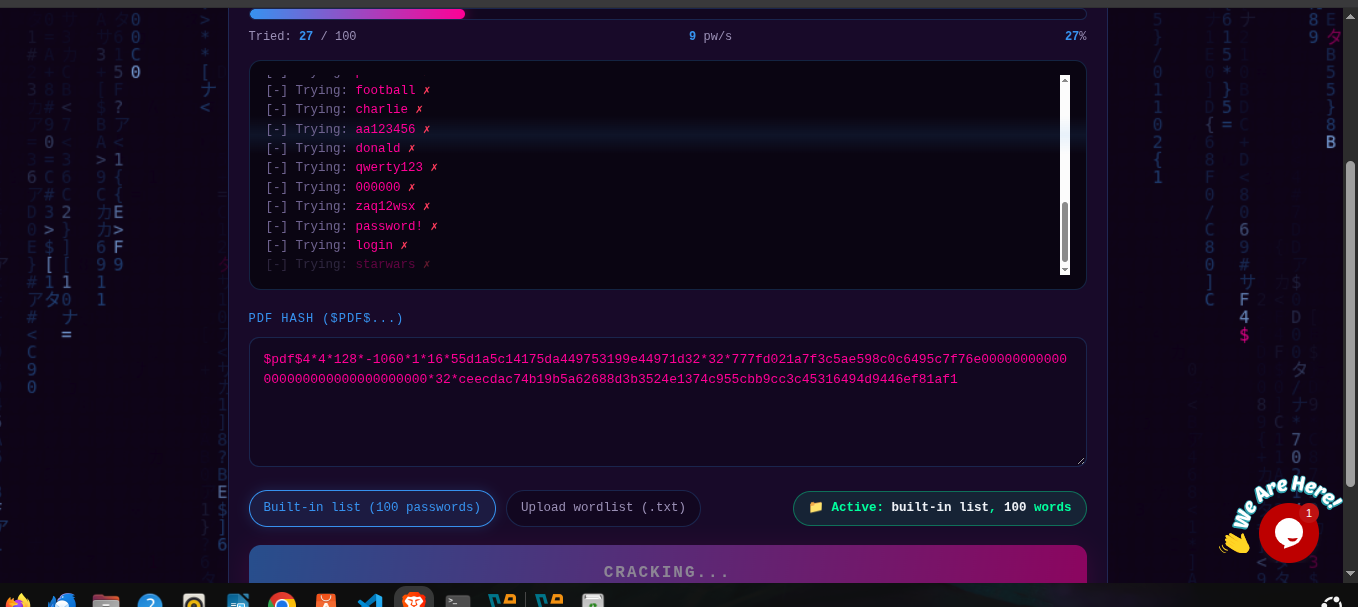 Tried: 27 / 100
9 pw/s
27%
[-] Trying: football ✗
[-] Trying: charlie ✗
[-] Trying: aa123456 ✗
[-] Trying: donald ✗
[-] Trying: qwerty123 ✗
[-] Trying: 000000 ✗
[-] Trying: zaq12wsx ✗
[-] Trying: password! ✗
[-] Trying: login ✗
[-] Trying: starwars ✗
PDF HASH ($PDF$...)
$pdf$4*4*128*-1060*1*16*55d1a5c14175da449753199e44971d32*32*777fd021a7f3c5ae598c0c6495c7f76e000000000000
0000000000000000000000*32*ceecdac74b19b5a62688d3b3524e1374c955cbb9cc3c45316494d9446ef81af1
Built-in list (100 passwords)
Upload wordlist (.txt)
📁 Active: built-in list, 100 words
We Are Here!
1
CRACKING...